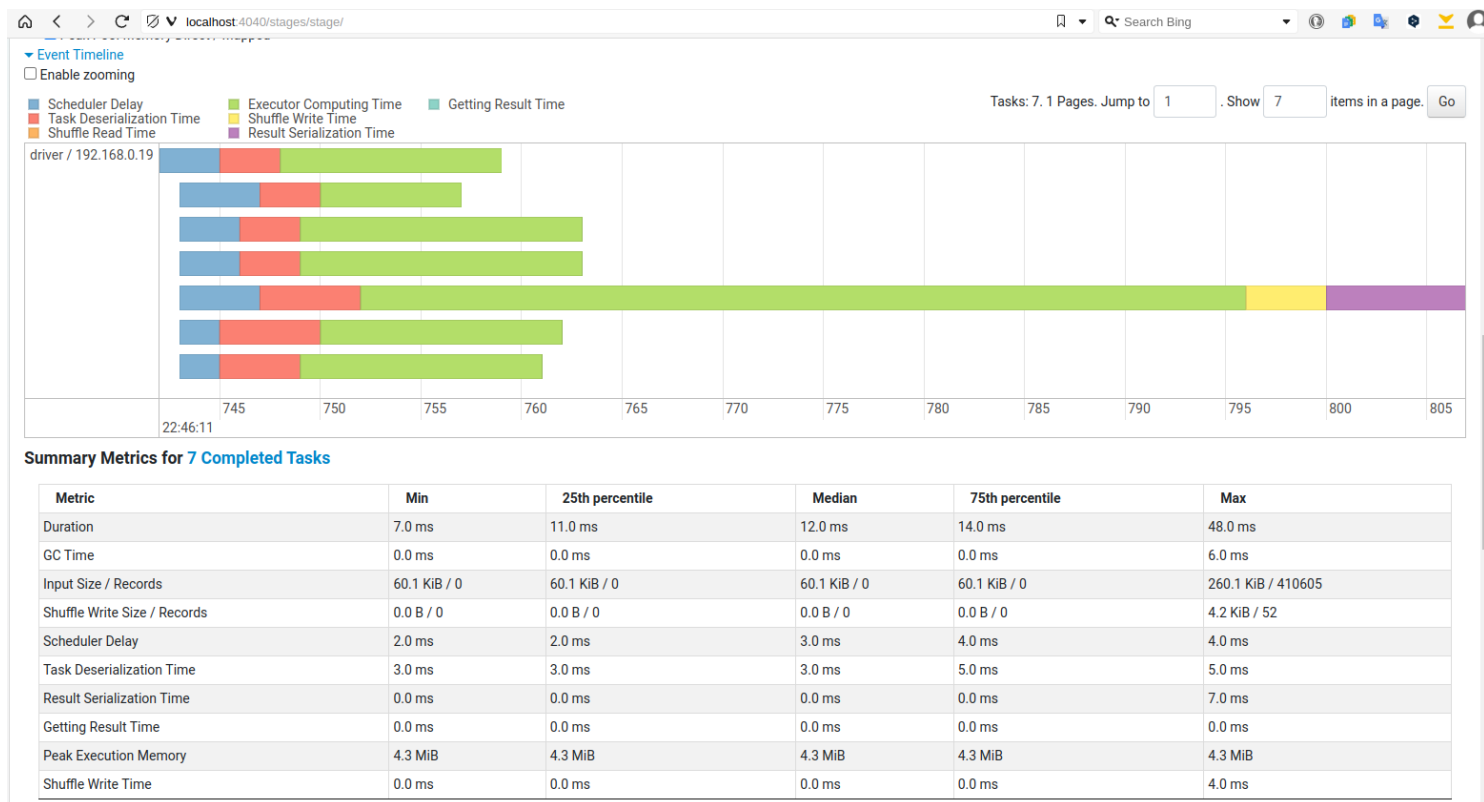 localhost:4040/stages/stage/
Search Bing
Event Timeline
Enable zooming
Scheduler Delay
Task Deserialization Time
Shuffle Read Time
Executor Computing Time
Shuffle Write Time
Result Serialization Time
Getting Result Time
Tasks: 7. 1 Pages. Jump to 1 . Show 7 items in a page. Go
driver / 192.168.0.19
745 750 755 760 765 770 775 780 785 790 795 800 805
22:46:11
Summary Metrics for 7 Completed Tasks
Metric Min 25th percentile Median 75th percentile Max
Duration 7.0 ms 11.0 ms 12.0 ms 14.0 ms 48.0 ms
GC Time 0.0 ms 0.0 ms 0.0 ms 0.0 ms 6.0 ms
Input Size / Records 60.1 KiB / 0 60.1 KiB / 0 60.1 KiB / 0 60.1 KiB / 0 260.1 KiB / 410605
Shuffle Write Size / Records 0.0 B / 0 0.0 B / 0 0.0 B / 0 0.0 B / 0 4.2 KiB / 52
Scheduler Delay 2.0 ms 2.0 ms 3.0 ms 4.0 ms 4.0 ms
Task Deserialization Time 3.0 ms 3.0 ms 3.0 ms 5.0 ms 5.0 ms
Result Serialization Time 0.0 ms 0.0 ms 0.0 ms 0.0 ms 7.0 ms
Getting Result Time 0.0 ms 0.0 ms 0.0 ms 0.0 ms 0.0 ms
Peak Execution Memory 4.3 MiB 4.3 MiB 4.3 MiB 4.3 MiB 4.3 MiB
Shuffle Write Time 0.0 ms 0.0 ms 0.0 ms 0.0 ms 4.0 ms